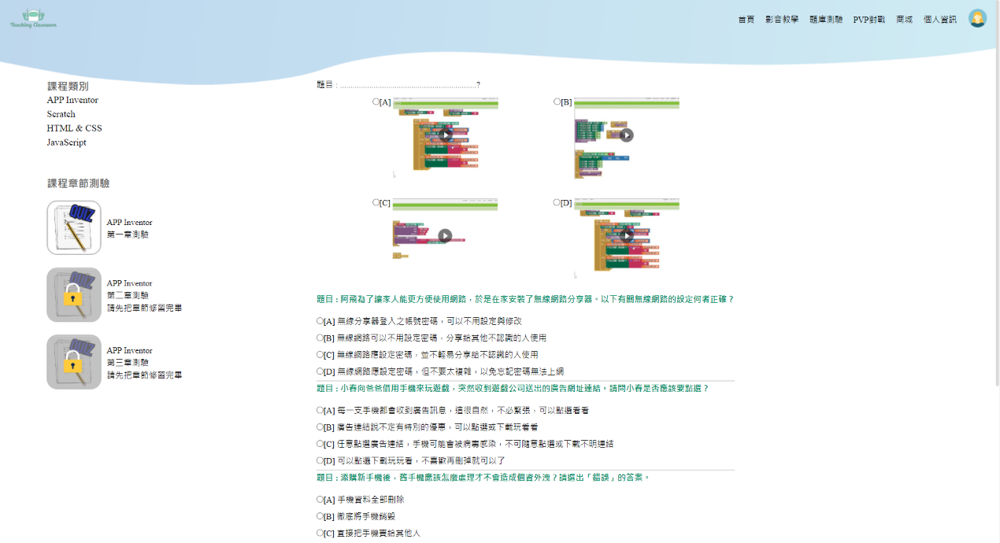 Teaching Classroom
首頁 影音教學 題庫測驗 PVP對戰 商城 個人資訊
課程類別
APP Inventor
Scratch
HTML & CSS
JavaScript
課程章節測驗
QUIZ
APP Inventor
第一章測驗
QUIZ
APP Inventor
第二章測驗
請先把章節修習完畢
QUIZ
APP Inventor
第三章測驗
請先把章節修習完畢
題目 : ................................................................?
[A]
[B]
[C]
[D]
題目 : 阿飛為了讓家人能更方便使用網路，於是在家安裝了無線網路分享器。以下有關無線網路的設定何者正確？
[A] 無線分享器登入之帳號密碼，可以不用設定與修改
[B] 無線網路可以不用設定密碼，分享給其他不認識的人使用
[C] 無線網路應設定密碼，並不輕易分享給不認識的人使用
[D] 無線網路應設定密碼，但不要太複雜，以免忘記密碼無法上網
題目 : 小春向爸爸借用手機來玩遊戲，突然收到遊戲公司送出的廣告網址連結。請問小春是否應該要點選？
[A] 每一支手機都會收到廣告訊息，這很自然，不必緊張，可以點選看看
[B] 廣告連結說不定有特別的優惠，可以點選或下載玩看看
[C] 任意點選廣告連結，手機可能會被病毒感染，不可隨意點選或下載不明連結
[D] 可以點選下載玩玩看，不喜歡再刪掉就可以了
題目 : 添購新手機後，舊手機應該怎麼處理才不會造成個資外洩？請選出「錯誤」的答案。
[A] 手機資料全部刪除
[B] 徹底將手機銷毀
[C] 直接把手機賣給其他人